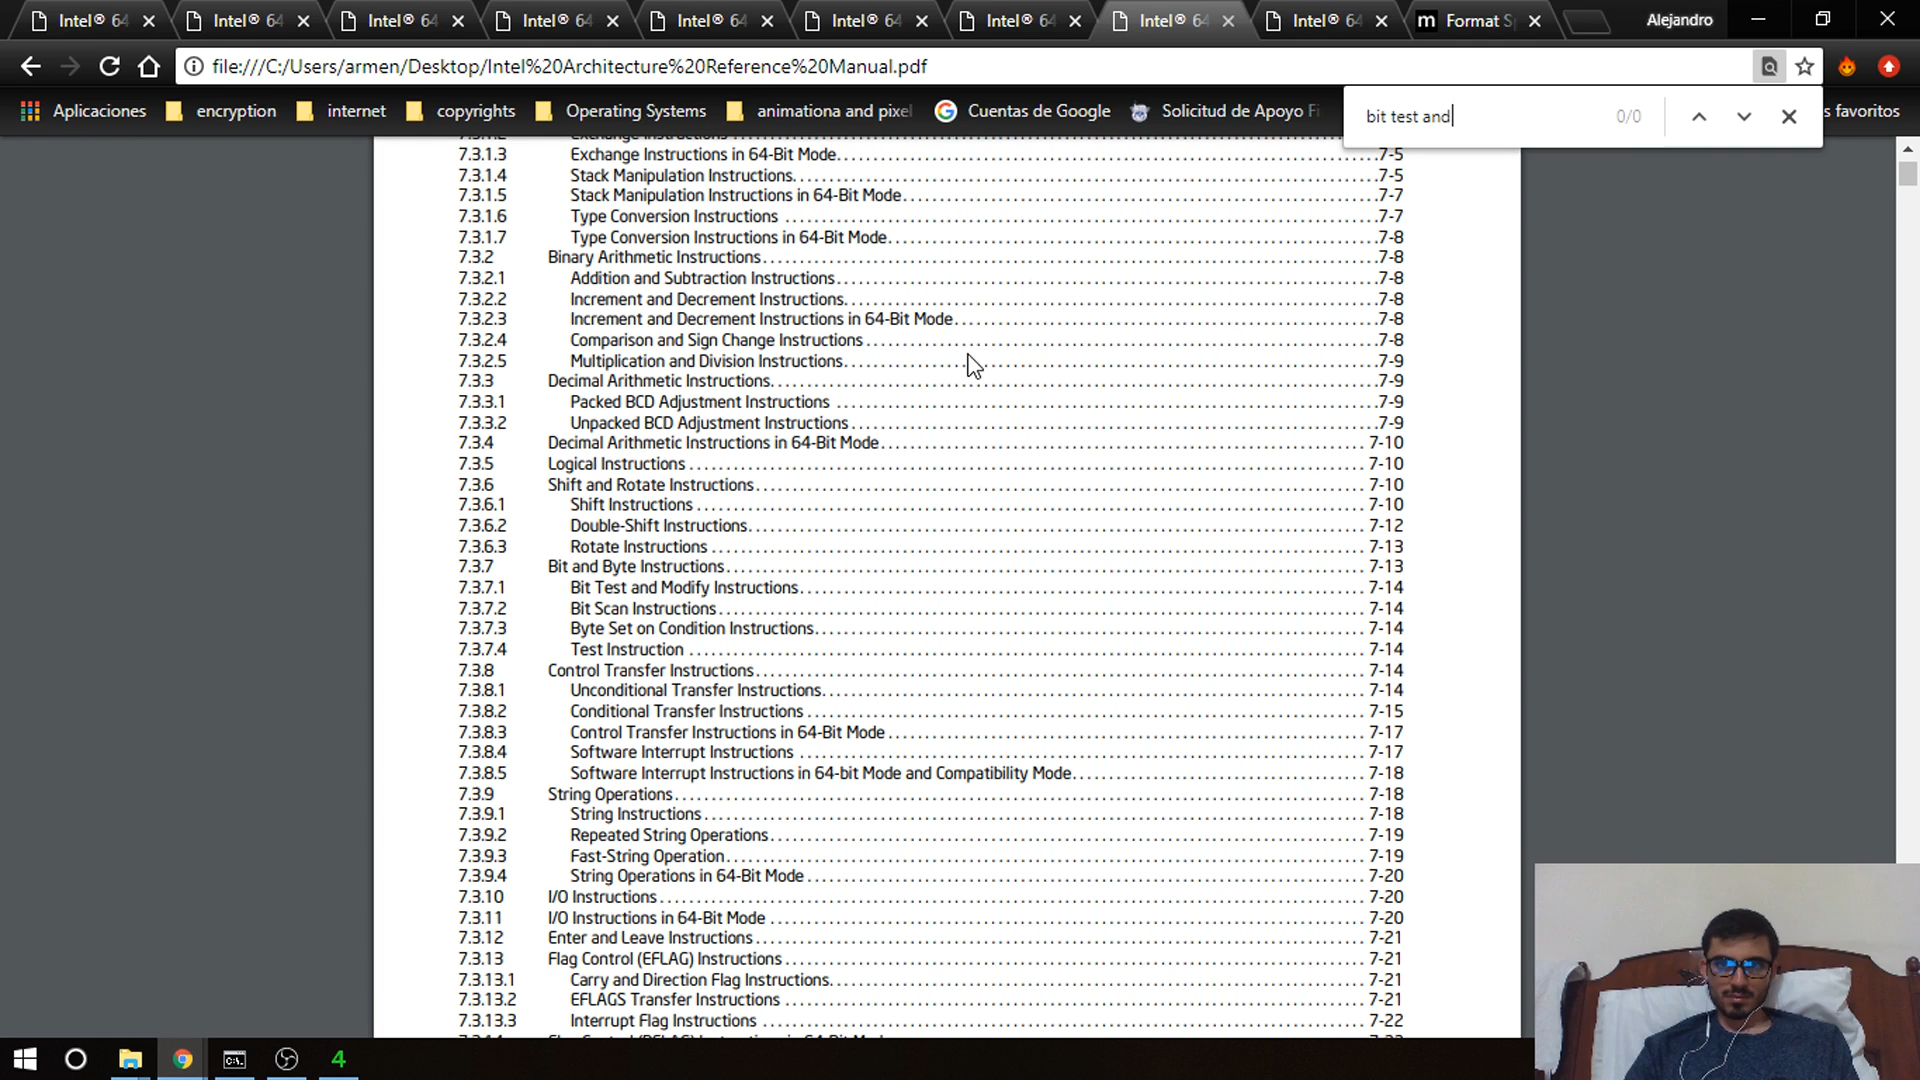 Intel® 64 Intel® 64 Intel® 64 Intel® 64 Intel® 64 Intel® 64 Intel® 64 Intel® 64 Intel® 64 m Format Sp Alejandro
file:///C:/Users/armen/Desktop/Intel%20Architecture%20Reference%20Manual.pdf
Aplicaciones encryption internet copyrights Operating Systems animationa and pixel Cuentas de Google Solicitud de Apoyo Fi s favoritos
bit test and 0/0
7.3.1.3 Exchange Instructions in 64-Bit Mode 7-5
7.3.1.4 Stack Manipulation Instructions 7-5
7.3.1.5 Stack Manipulation Instructions in 64-Bit Mode 7-7
7.3.1.6 Type Conversion Instructions 7-7
7.3.1.7 Type Conversion Instructions in 64-Bit Mode 7-8
7.3.2 Binary Arithmetic Instructions 7-8
7.3.2.1 Addition and Subtraction Instructions 7-8
7.3.2.2 Increment and Decrement Instructions 7-8
7.3.2.3 Increment and Decrement Instructions in 64-Bit Mode 7-8
7.3.2.4 Comparison and Sign Change Instructions 7-8
7.3.2.5 Multiplication and Division Instructions 7-9
7.3.3 Decimal Arithmetic Instructions 7-9
7.3.3.1 Packed BCD Adjustment Instructions 7-9
7.3.3.2 Unpacked BCD Adjustment Instructions 7-9
7.3.4 Decimal Arithmetic Instructions in 64-Bit Mode 7-10
7.3.5 Logical Instructions 7-10
7.3.6 Shift and Rotate Instructions 7-10
7.3.6.1 Shift Instructions 7-10
7.3.6.2 Double-Shift Instructions 7-12
7.3.6.3 Rotate Instructions 7-13
7.3.7 Bit and Byte Instructions 7-13
7.3.7.1 Bit Test and Modify Instructions 7-14
7.3.7.2 Bit Scan Instructions 7-14
7.3.7.3 Byte Set on Condition Instructions 7-14
7.3.7.4 Test Instruction 7-14
7.3.8 Control Transfer Instructions 7-14
7.3.8.1 Unconditional Transfer Instructions 7-14
7.3.8.2 Conditional Transfer Instructions 7-15
7.3.8.3 Control Transfer Instructions in 64-Bit Mode 7-17
7.3.8.4 Software Interrupt Instructions 7-17
7.3.8.5 Software Interrupt Instructions in 64-bit Mode and Compatibility Mode 7-18
7.3.9 String Operations 7-18
7.3.9.1 String Instructions 7-18
7.3.9.2 Repeated String Operations 7-19
7.3.9.3 Fast-String Operation 7-19
7.3.9.4 String Operations in 64-Bit Mode 7-20
7.3.10 I/O Instructions 7-20
7.3.11 I/O Instructions in 64-Bit Mode 7-20
7.3.12 Enter and Leave Instructions 7-21
7.3.13 Flag Control (EFLAG) Instructions 7-21
7.3.13.1 Carry and Direction Flag Instructions 7-21
7.3.13.2 EFLAGS Transfer Instructions 7-21
7.3.13.3 Interrupt Flag Instructions 7-22